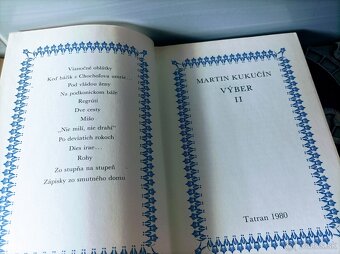 Vianočné oblátky
Keď báčik z Chochoľova umrie...
Pod vládou ženy
Na podkonickom bále
Regrúti
Dve cesty
Mišo
„Nie milí, nie drahí"
Po deviatich rokoch
Dies irae...
Rohy
Zo stupňa na stupeň
Zápisky zo smutného domu
MARTIN KUKUČÍN
VÝBER
II
Tatran 1980